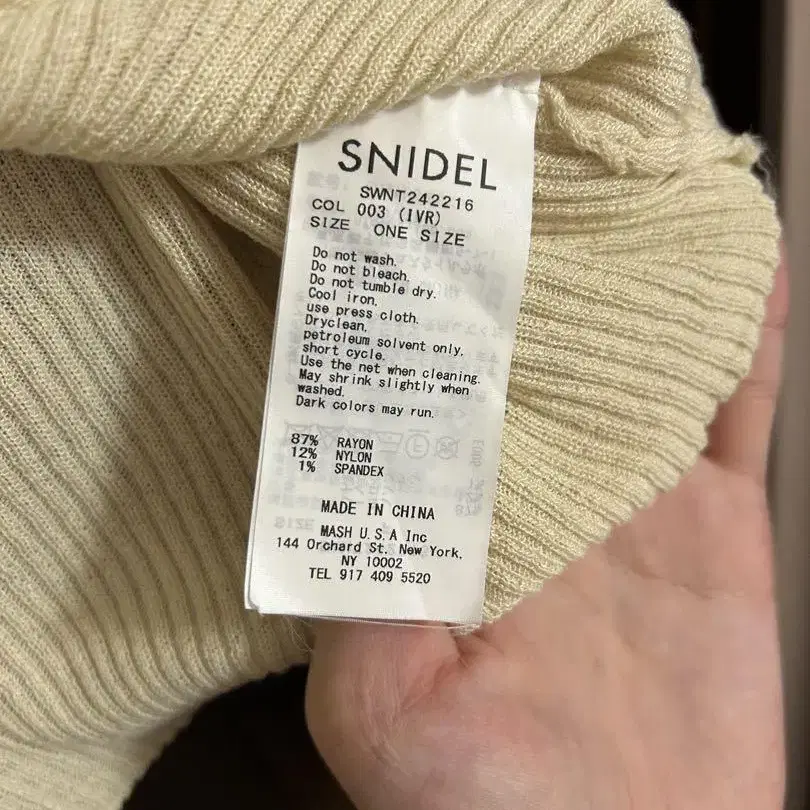 SNIDEL
SWNT242216
COL 003 (IVR)
SIZE ONE SIZE
Do not wash.
Do not bleach.
Do not tumble dry.
Cool iron.
use press cloth.
Dryclean.
petroleum solvent only.
short cycle.
Use the net when cleaning.
May shrink slightly when
washed.
Dark colors may run.
87% RAYON
12% NYLON
1% SPANDEX
MADE IN CHINA
MASH U.S.A Inc
144 Orchard St. New York,
NY 10002
TEL 917 409 5520